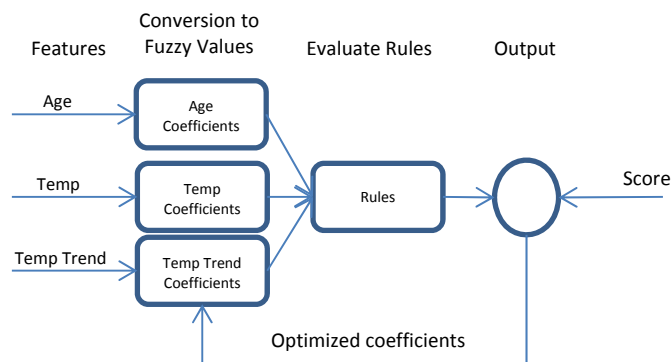 Features
Conversion to
Fuzzy Values
Evaluate Rules
Output
Age
Age
Coefficients
Temp
Temp
Coefficients
Rules
Score
Temp Trend
Temp Trend
Coefficients
Optimized coefficients